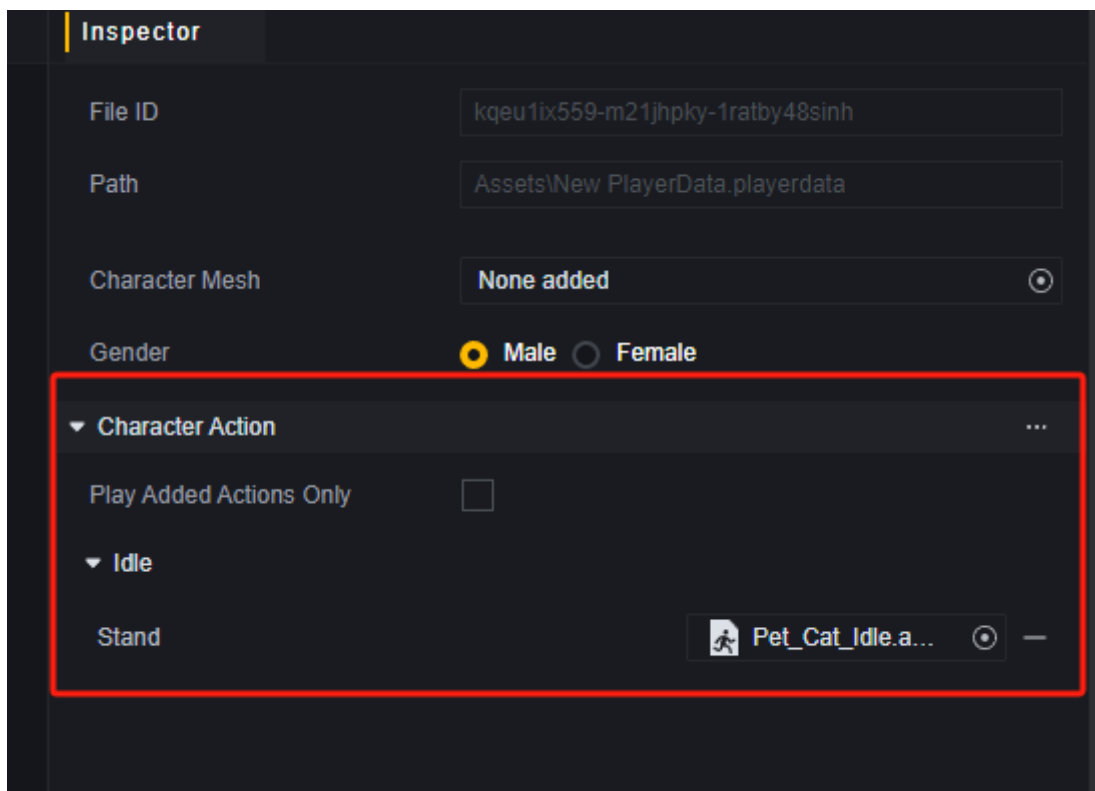 Inspector
File ID kqeu1ix559-m21jhpky-1ratby48sinh
Path Assets\New PlayerData.playerdata
Character Mesh None added
Gender Male Female
Character Action ...
Play Added Actions Only
Idle
Stand Pet_Cat_Idle.a...